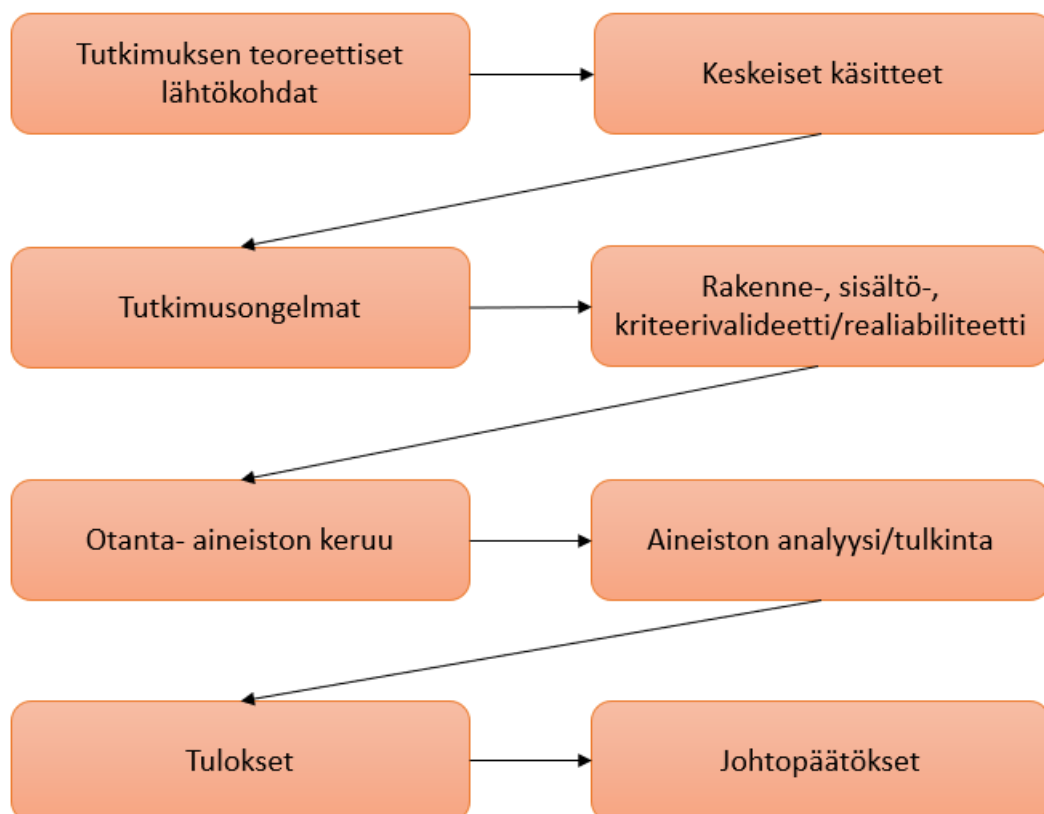 Tutkimuksen teoreettiset
lähtökohdat
Keskeiset käsitteet
Tutkimusongelmat
Rakenne-, sisältö-,
kriteerivalideetti/realiabiliteetti
Otanta- aineiston keruu
Aineiston analyysi/tulkinta
Tulokset
Johtopäätökset